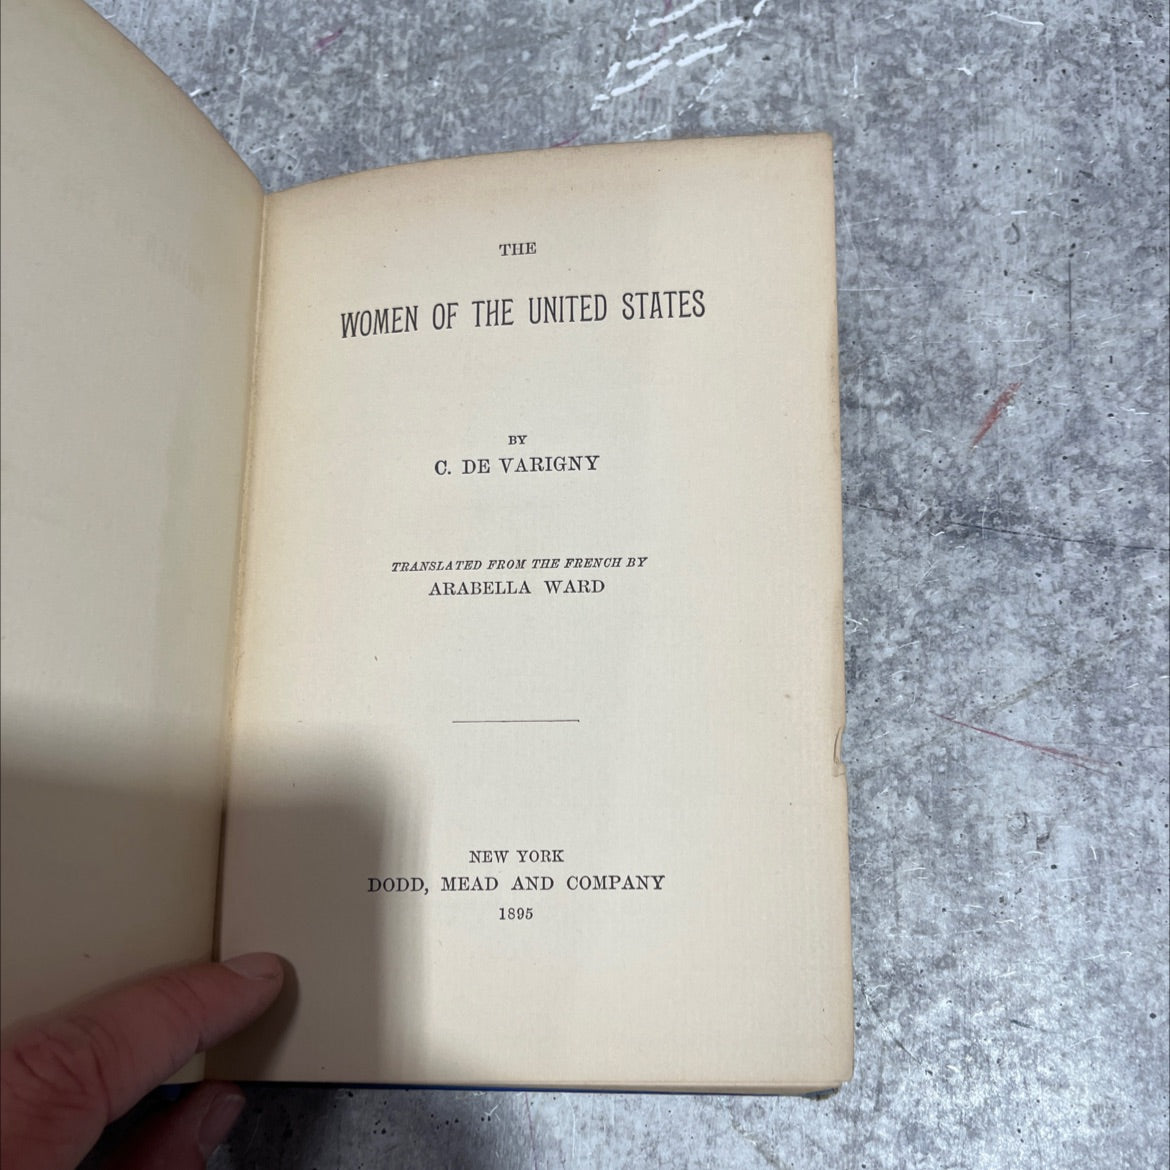 THE
WOMEN OF THE UNITED STATES
BY
C. DE VARIGNY
TRANSLATED FROM THE FRENCH BY
ARABELLA WARD
NEW YORK
DODD, MEAD AND COMPANY
1895